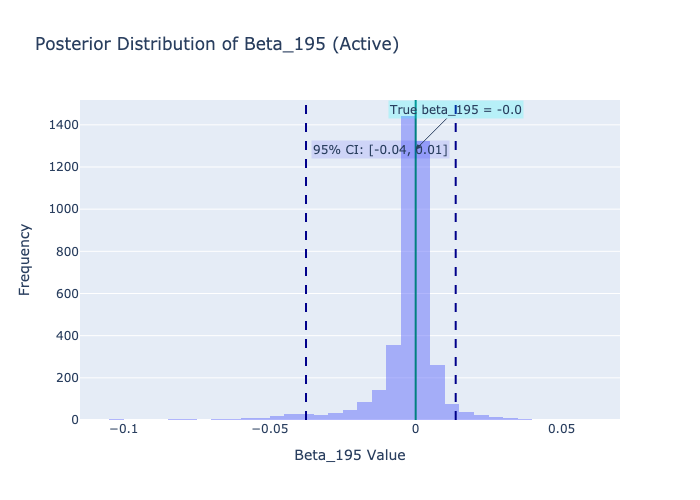 Posterior Distribution of Beta_195 (Active)
True beta_195 = -0.0
95% CI: [-0.04, 0.01]
1400
1200
1000
800
600
400
200
0
Frequency
−0.1
−0.05
0
0.05
Beta_195 Value